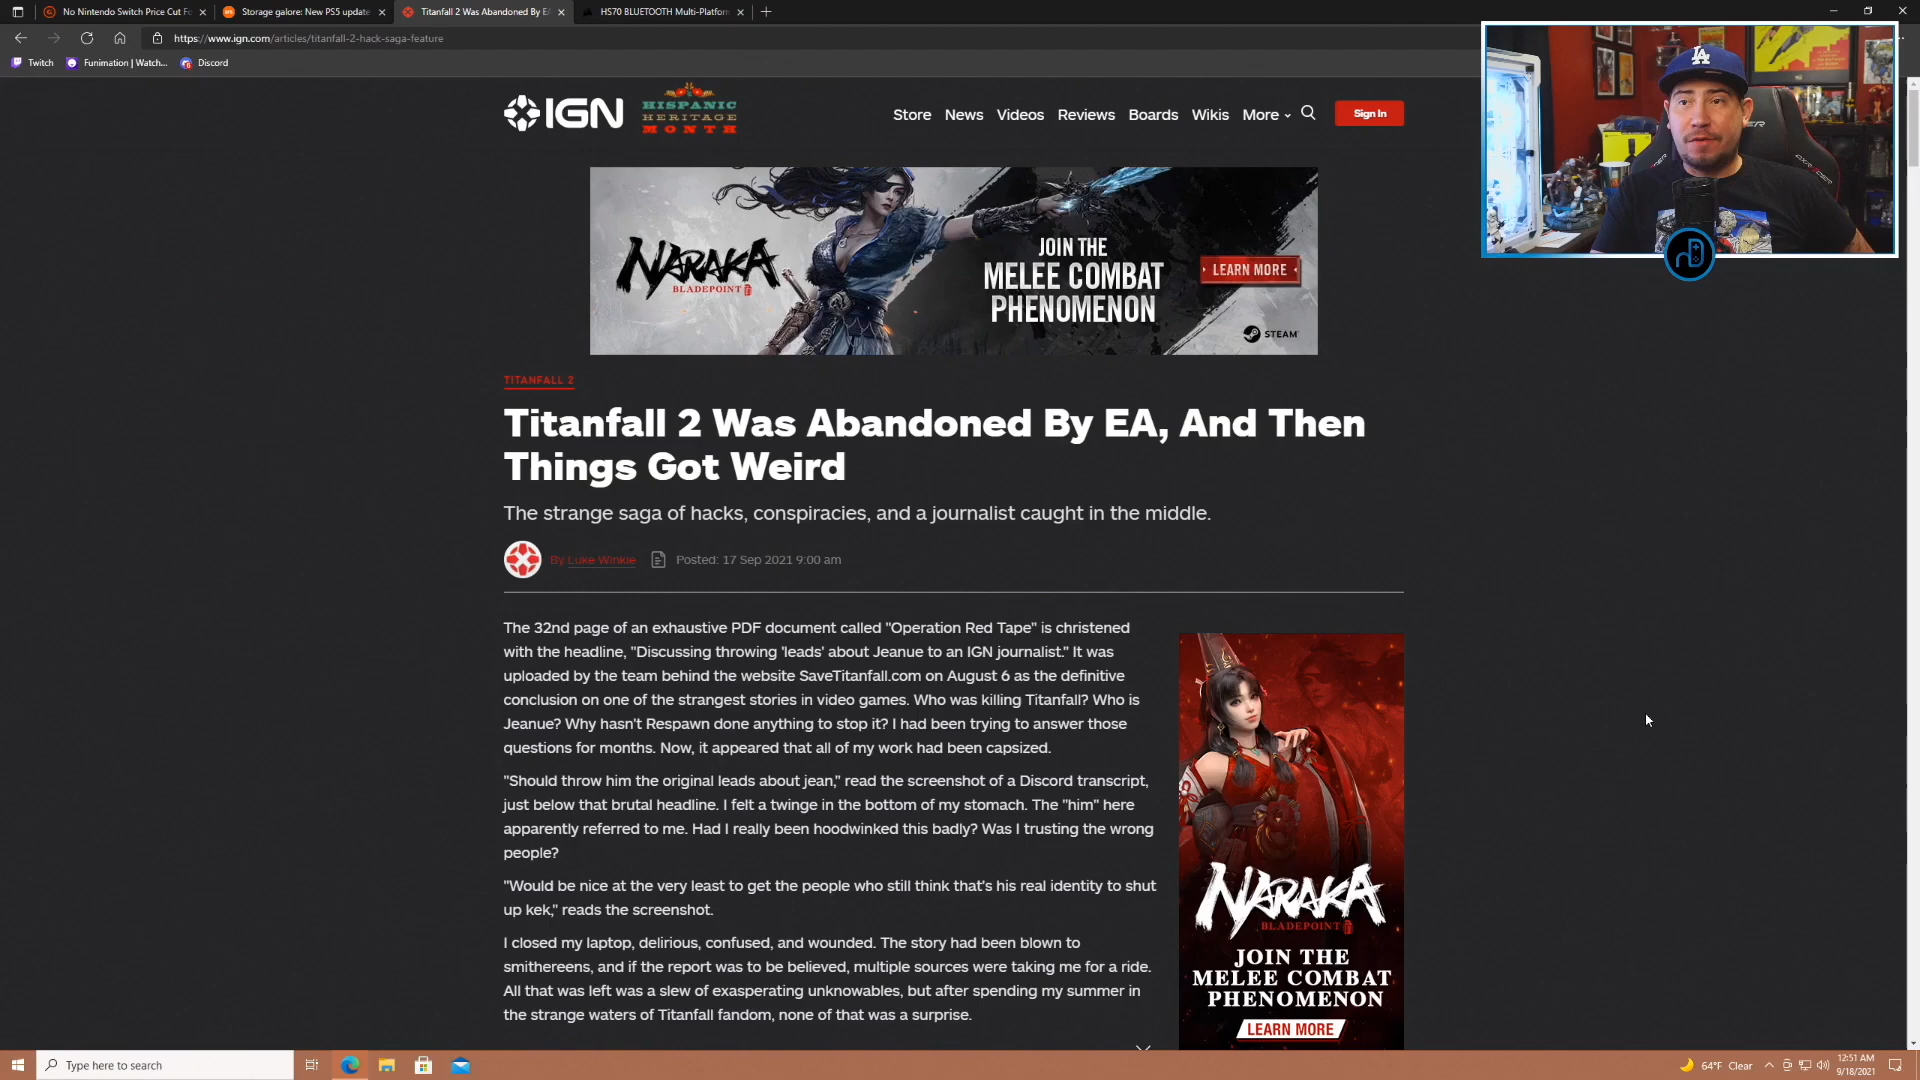 No Nintendo Switch Price Cut Fo
Storage galore: New PS5 update
Titanfall 2 Was Abandoned By EA
HS70 BLUETOOTH Multi-Platform
https://www.ign.com/articles/titanfall-2-hack-saga-feature
Twitch
Funimation | Watch...
Discord
IGN
HISPANIC
HERITAGE
MONTH
Store News Videos Reviews Boards Wikis More
Sign In
LA
NARAKA
BLADEPOINT
JOIN THE
MELEE COMBAT
PHENOMENON
LEARN MORE
STEAM
TITANFALL 2
Titanfall 2 Was Abandoned By EA, And Then
Things Got Weird
The strange saga of hacks, conspiracies, and a journalist caught in the middle.
By Luke Winkie
Posted: 17 Sep 2021 9:00 am
The 32nd page of an exhaustive PDF document called "Operation Red Tape" is christened
with the headline, "Discussing throwing 'leads' about Jeanue to an IGN journalist." It was
uploaded by the team behind the website SaveTitanfall.com on August 6 as the definitive
conclusion on one of the strangest stories in video games. Who was killing Titanfall? Who is
Jeanue? Why hasn't Respawn done anything to stop it? I had been trying to answer those
questions for months. Now, it appeared that all of my work had been capsized.
"Should throw him the original leads about jean," read the screenshot of a Discord transcript,
just below that brutal headline. I felt a twinge in the bottom of my stomach. The "him" here
apparently referred to me. Had I really been hoodwinked this badly? Was I trusting the wrong
people?
"Would be nice at the very least to get the people who still think that's his real identity to shut
up kek," reads the screenshot.
I closed my laptop, delirious, confused, and wounded. The story had been blown to
smithereens, and if the report was to be believed, multiple sources were taking me for a ride.
All that was left was a slew of exasperating unknowables, but after spending my summer in
the strange waters of Titanfall fandom, none of that was a surprise.
NARAKA
BLADEPOINT
JOIN THE
MELEE COMBAT
PHENOMENON
LEARN MORE
Type here to search
64°F Clear
12:51 AM
9/18/2021